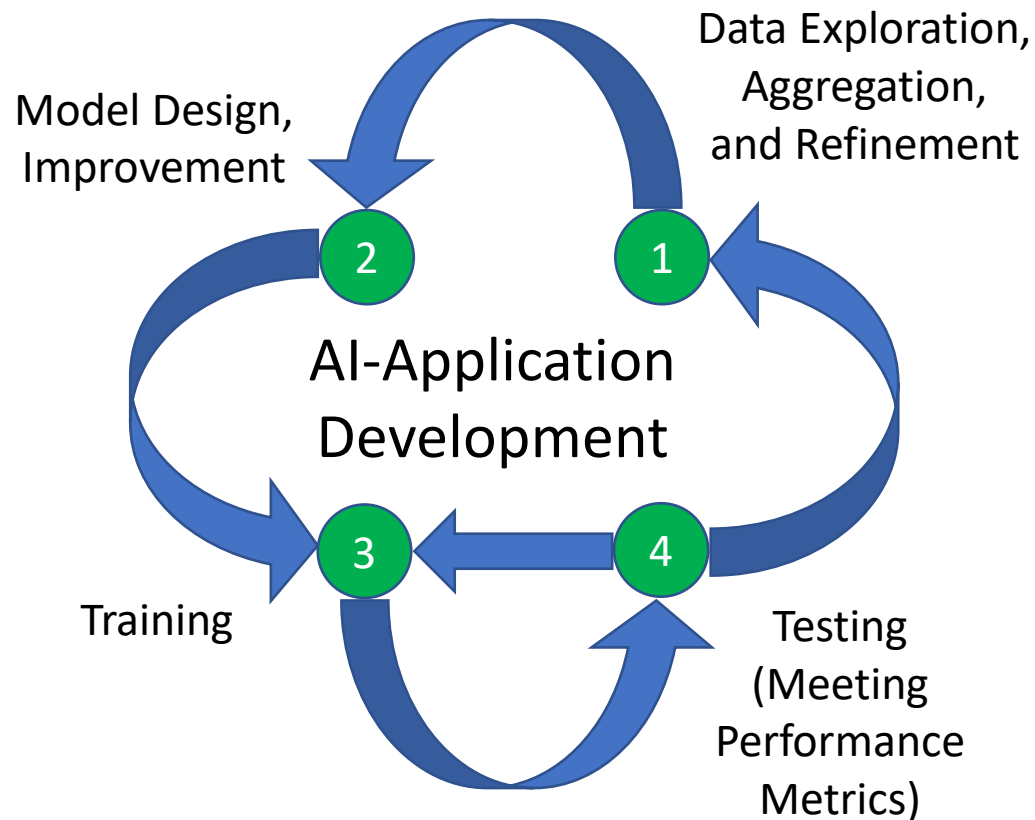 Data Exploration,
Aggregation,
and Refinement
Model Design,
Improvement
2
1
AI-Application
Development
3
4
Training
Testing
(Meeting
Performance
Metrics)